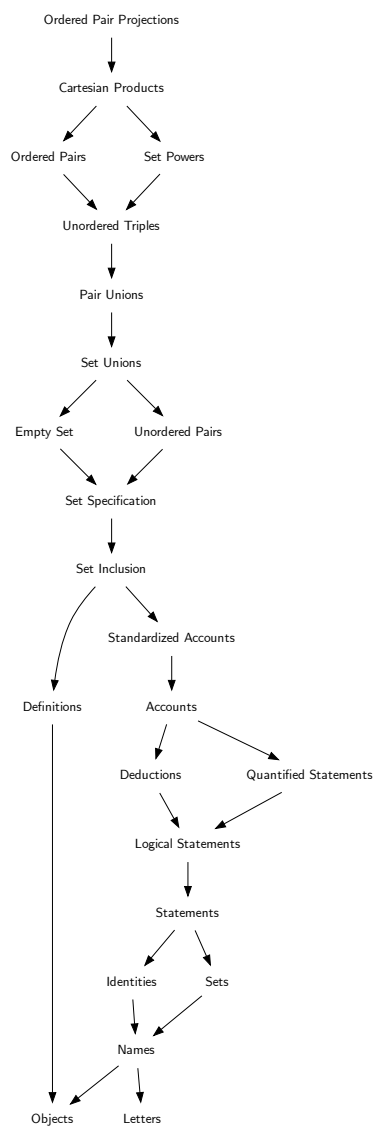 Ordered Pair Projections
Cartesian Products
Ordered Pairs
Set Powers
Unordered Triples
Pair Unions
Set Unions
Empty Set
Unordered Pairs
Set Specification
Set Inclusion
Standardized Accounts
Definitions
Accounts
Deductions
Quantified Statements
Logical Statements
Statements
Identities
Sets
Names
Objects
Letters